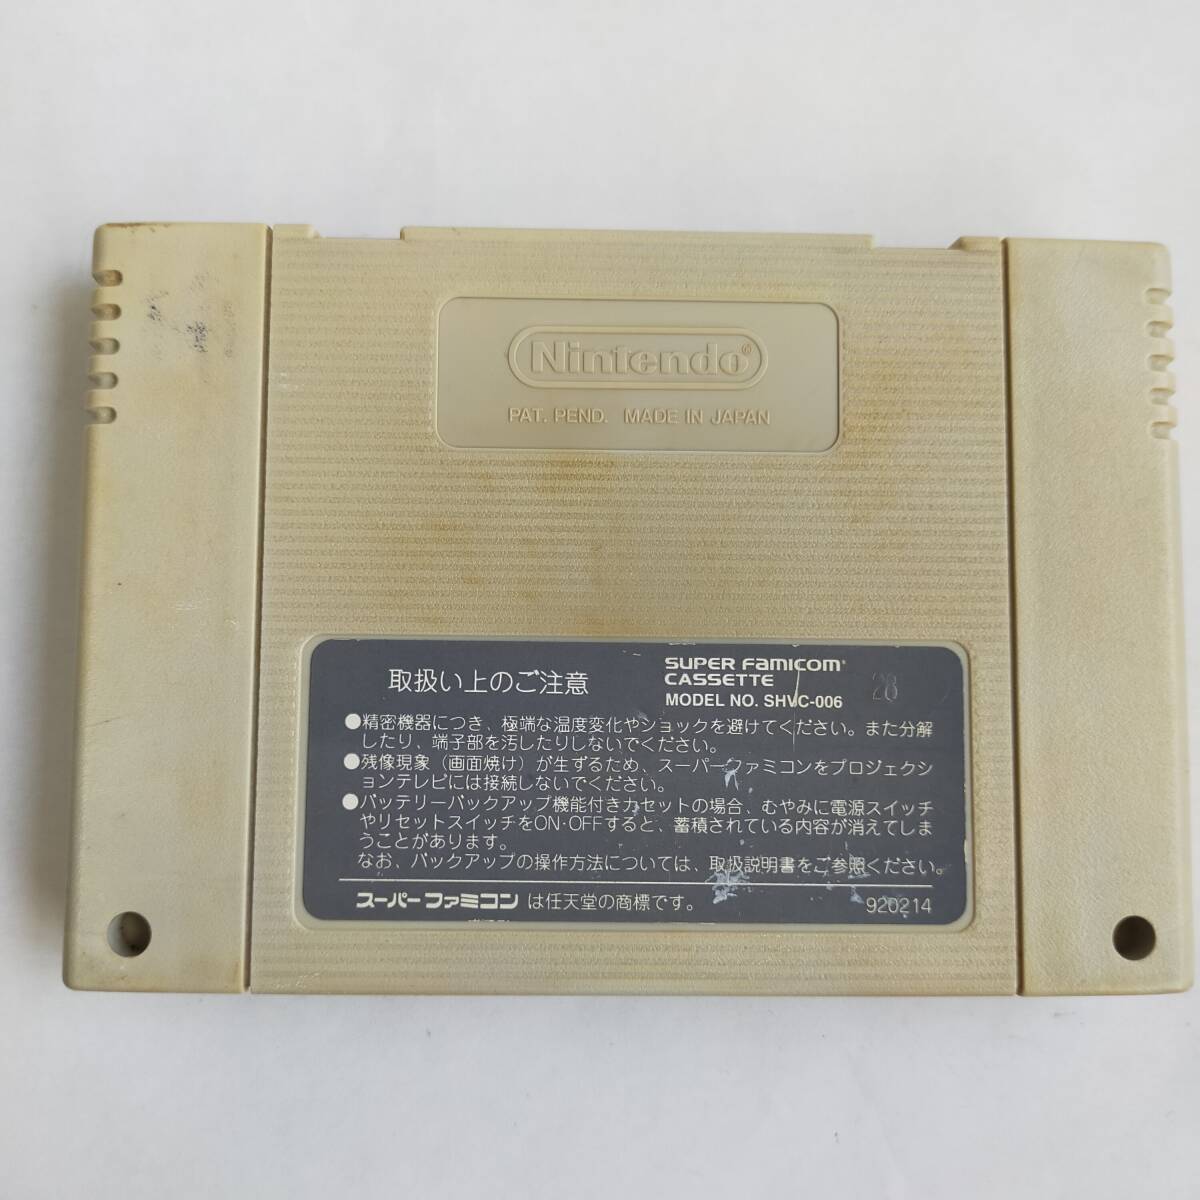 Nintendo®
PAT. PEND. MADE IN JAPAN
取扱い上のご注意
SUPER FAMICOM
CASSETTE
MODEL NO. SHVC-006
28
●精密機器につき、極端な温度変化やショックを避けてください。また分解
したり、端子部を汚したりしないでください。
●残像現象（画面焼け）が生ずるため、スーパーファミコンをプロジェクシ
ョンテレビには接続しないでください。
●バッテリーバックアップ機能付きカセットの場合、むやみに電源スイッチ
やリセットスイッチをON・OFFすると、蓄積されている内容が消えてしま
うことがあります。
なお、バックアップの操作方法については、取扱説明書をご参照ください。
スーパーファミコン は任天堂の商標です。
920214